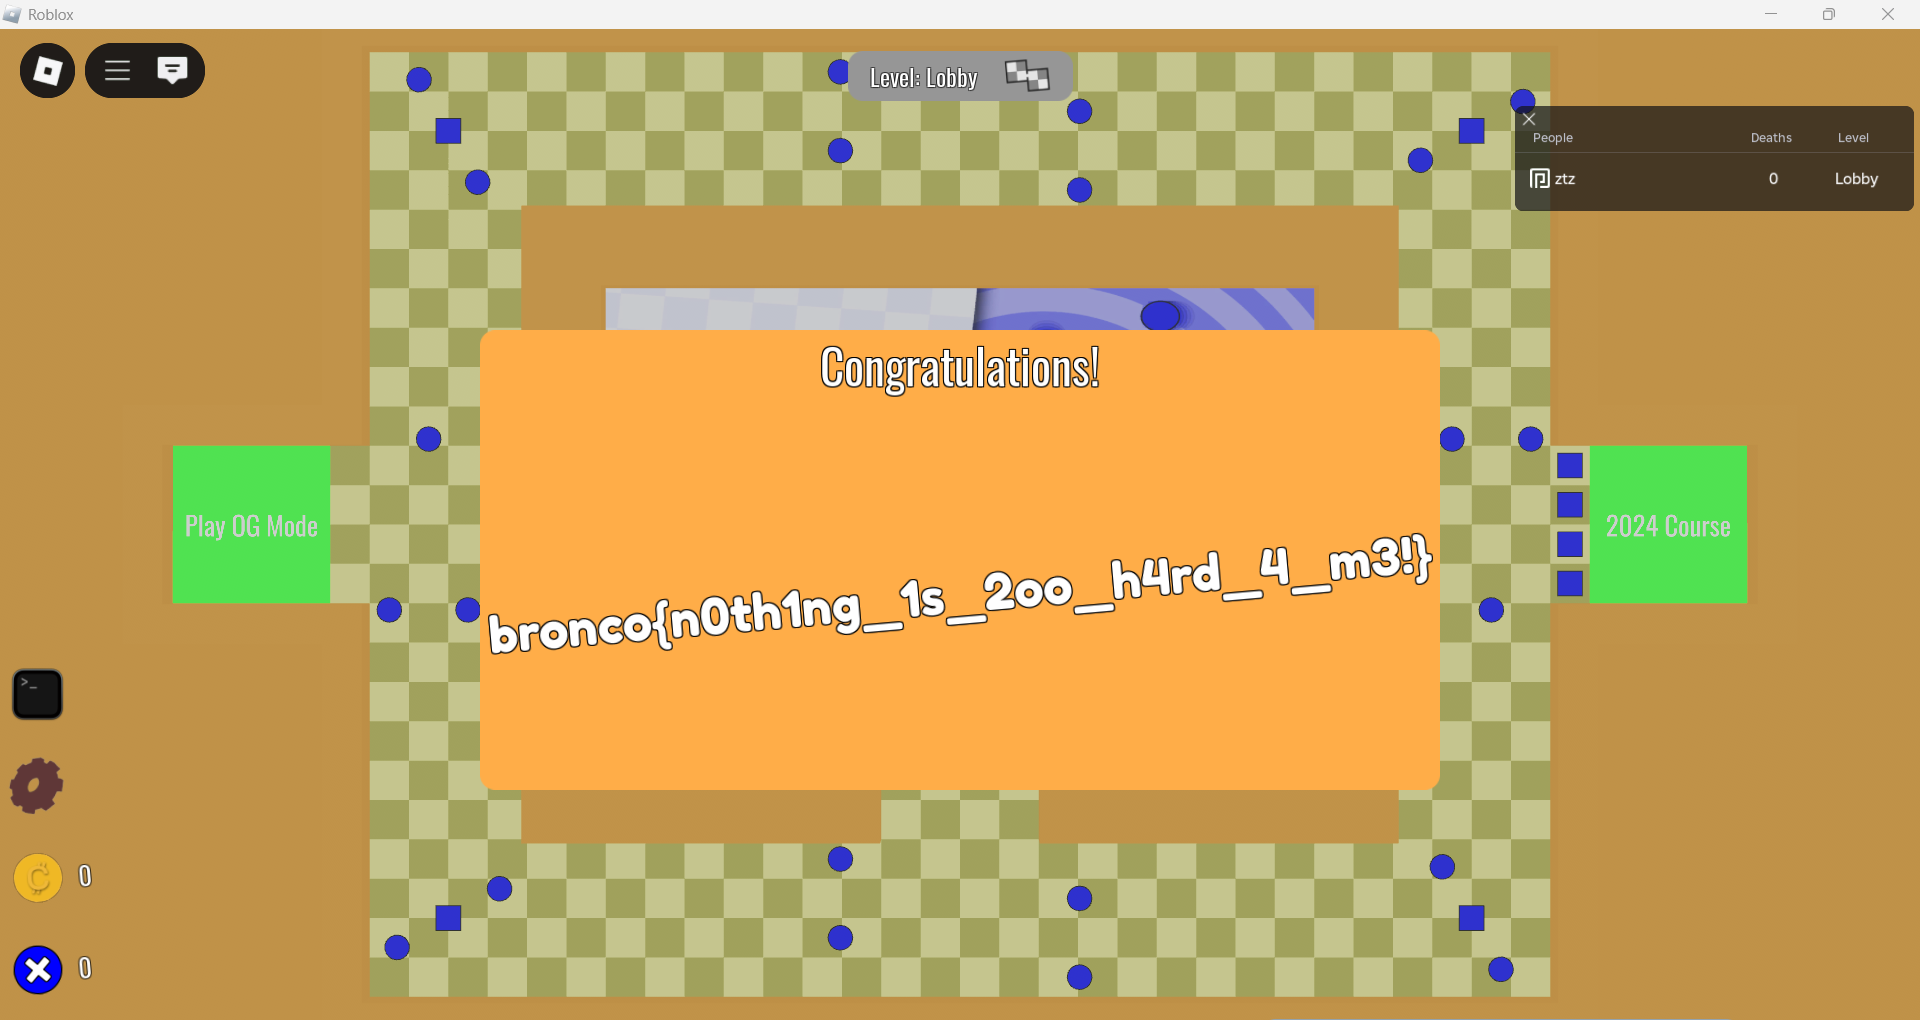 Roblox
Level: Lobby
People Deaths Level
ztz 0 Lobby
Congratulations!
Play OG Mode
2024 Course
bronco{n0th1ng_1s_2oo_h4rd_4_m3!}
>_
C 0
0